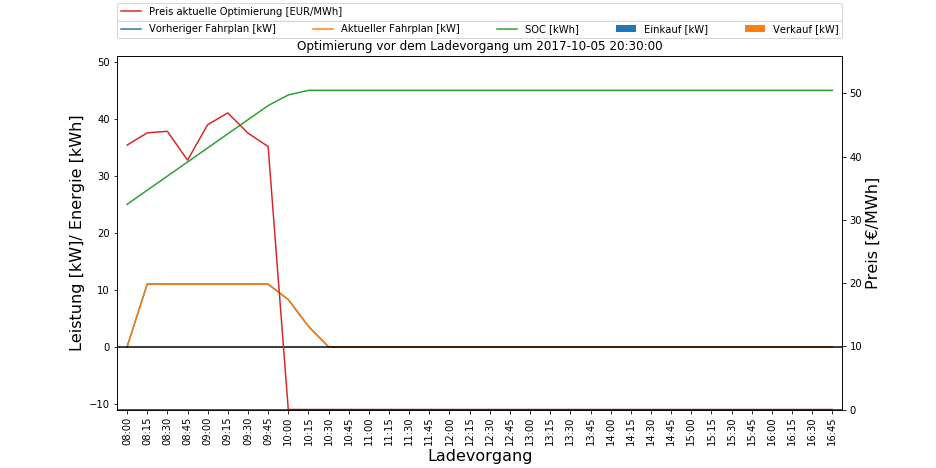 Preis aktuelle Optimierung [EUR/MWh]
Vorheriger Fahrplan [kW] Aktueller Fahrplan [kW] SOC [kWh] Einkauf [kW] Verkauf [kW]
Optimierung vor dem Ladevorgang um 2017-10-05 20:30:00
Leistung [kW]/ Energie [kWh]
50
40
30
20
10
0
−10
Preis [€/MWh]
50
40
30
20
10
0
08:00 08:15 08:30 08:45 09:00 09:15 09:30 09:45 10:00 10:15 10:30 10:45 11:00 11:15 11:30 11:45 12:00 12:15 12:30 12:45 13:00 13:15 13:30 13:45 14:00 14:15 14:30 14:45 15:00 15:15 15:30 15:45 16:00 16:15 16:30 16:45
Ladevorgang